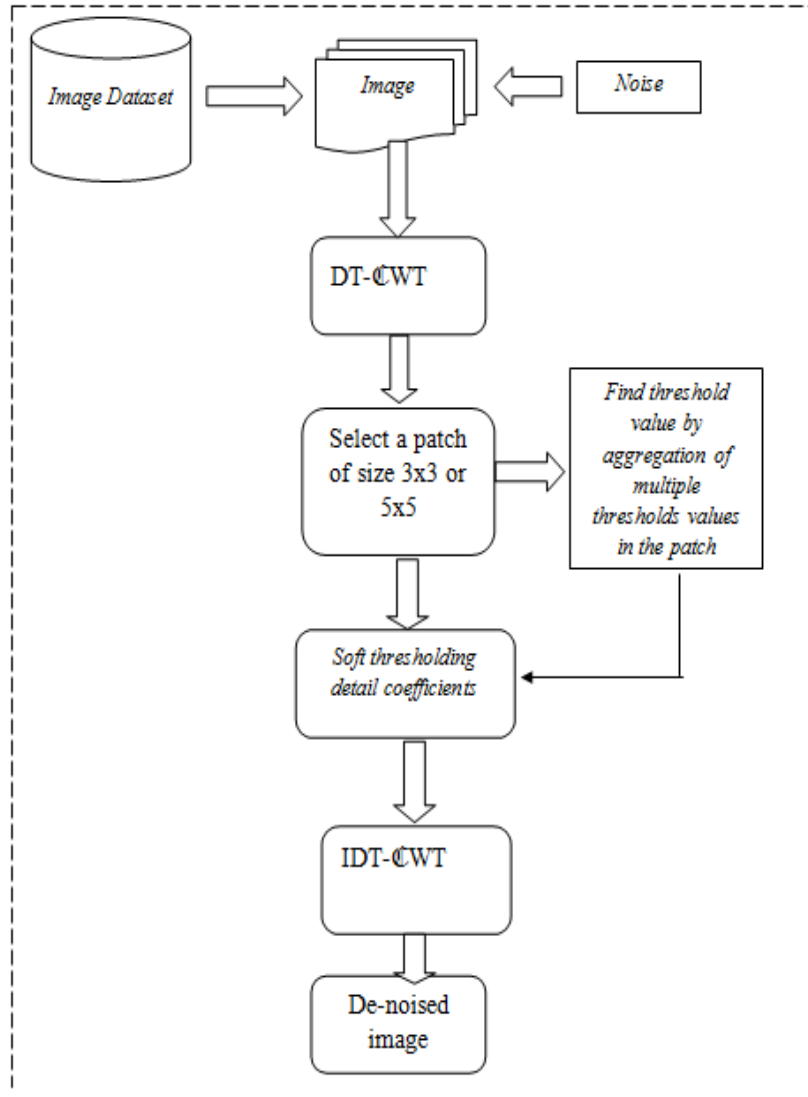 Image Dataset
Image
Noise
DT-ℂWT
Select a patch
of size 3x3 or
5x5
Find threshold
value by
aggregation of
multiple
thresholds values
in the patch
Soft thresholding
detail coefficients
IDT-ℂWT
De-noised
image